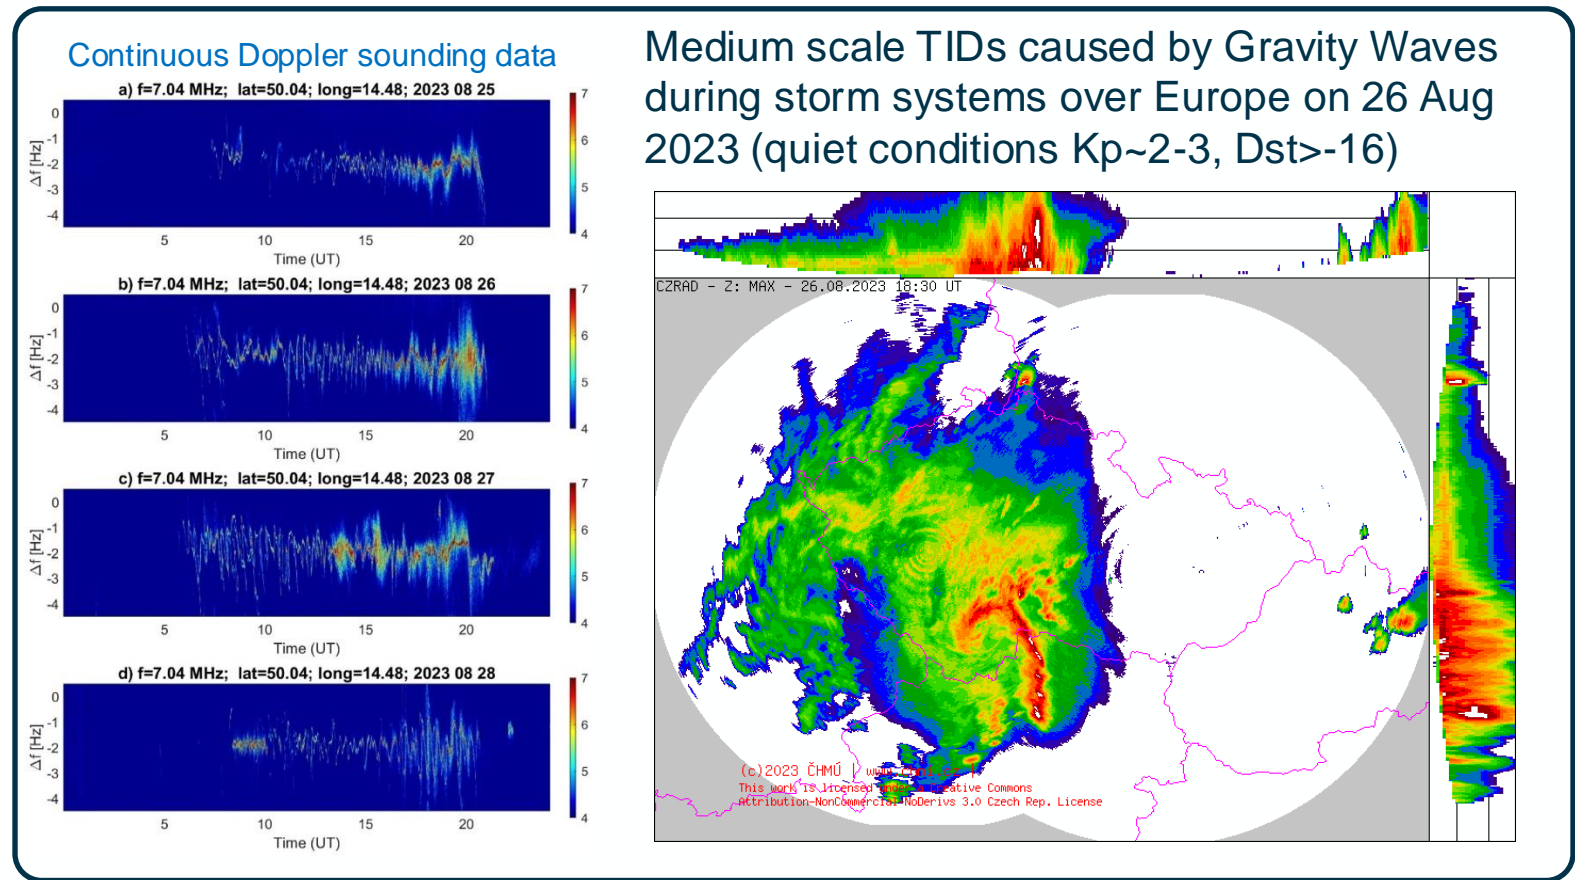 Continuous Doppler sounding data
a) f=7.04 MHz; lat=50.04; long=14.48; 2023 08 25
0
-1
-2
-3
-4
Δf [Hz]
5 10 15 20
Time (UT)
7
6
5
4
b) f=7.04 MHz; lat=50.04; long=14.48; 2023 08 26
0
-1
-2
-3
-4
Δf [Hz]
5 10 15 20
Time (UT)
7
6
5
4
c) f=7.04 MHz; lat=50.04; long=14.48; 2023 08 27
0
-1
-2
-3
-4
Δf [Hz]
5 10 15 20
Time (UT)
7
6
5
4
d) f=7.04 MHz; lat=50.04; long=14.48; 2023 08 28
0
-1
-2
-3
-4
Δf [Hz]
5 10 15 20
Time (UT)
7
6
5
4
Medium scale TIDs caused by Gravity Waves
during storm systems over Europe on 26 Aug
2023 (quiet conditions Kp~2-3, Dst>-16)
CZRAD - Z: MAX - 26.08.2023 18:30 UT
(c)2023 ČHMÚ |
This work is licensed under a Creative Commons
Attribution-NonCommercial-NoDerivs 3.0 Czech Rep. License